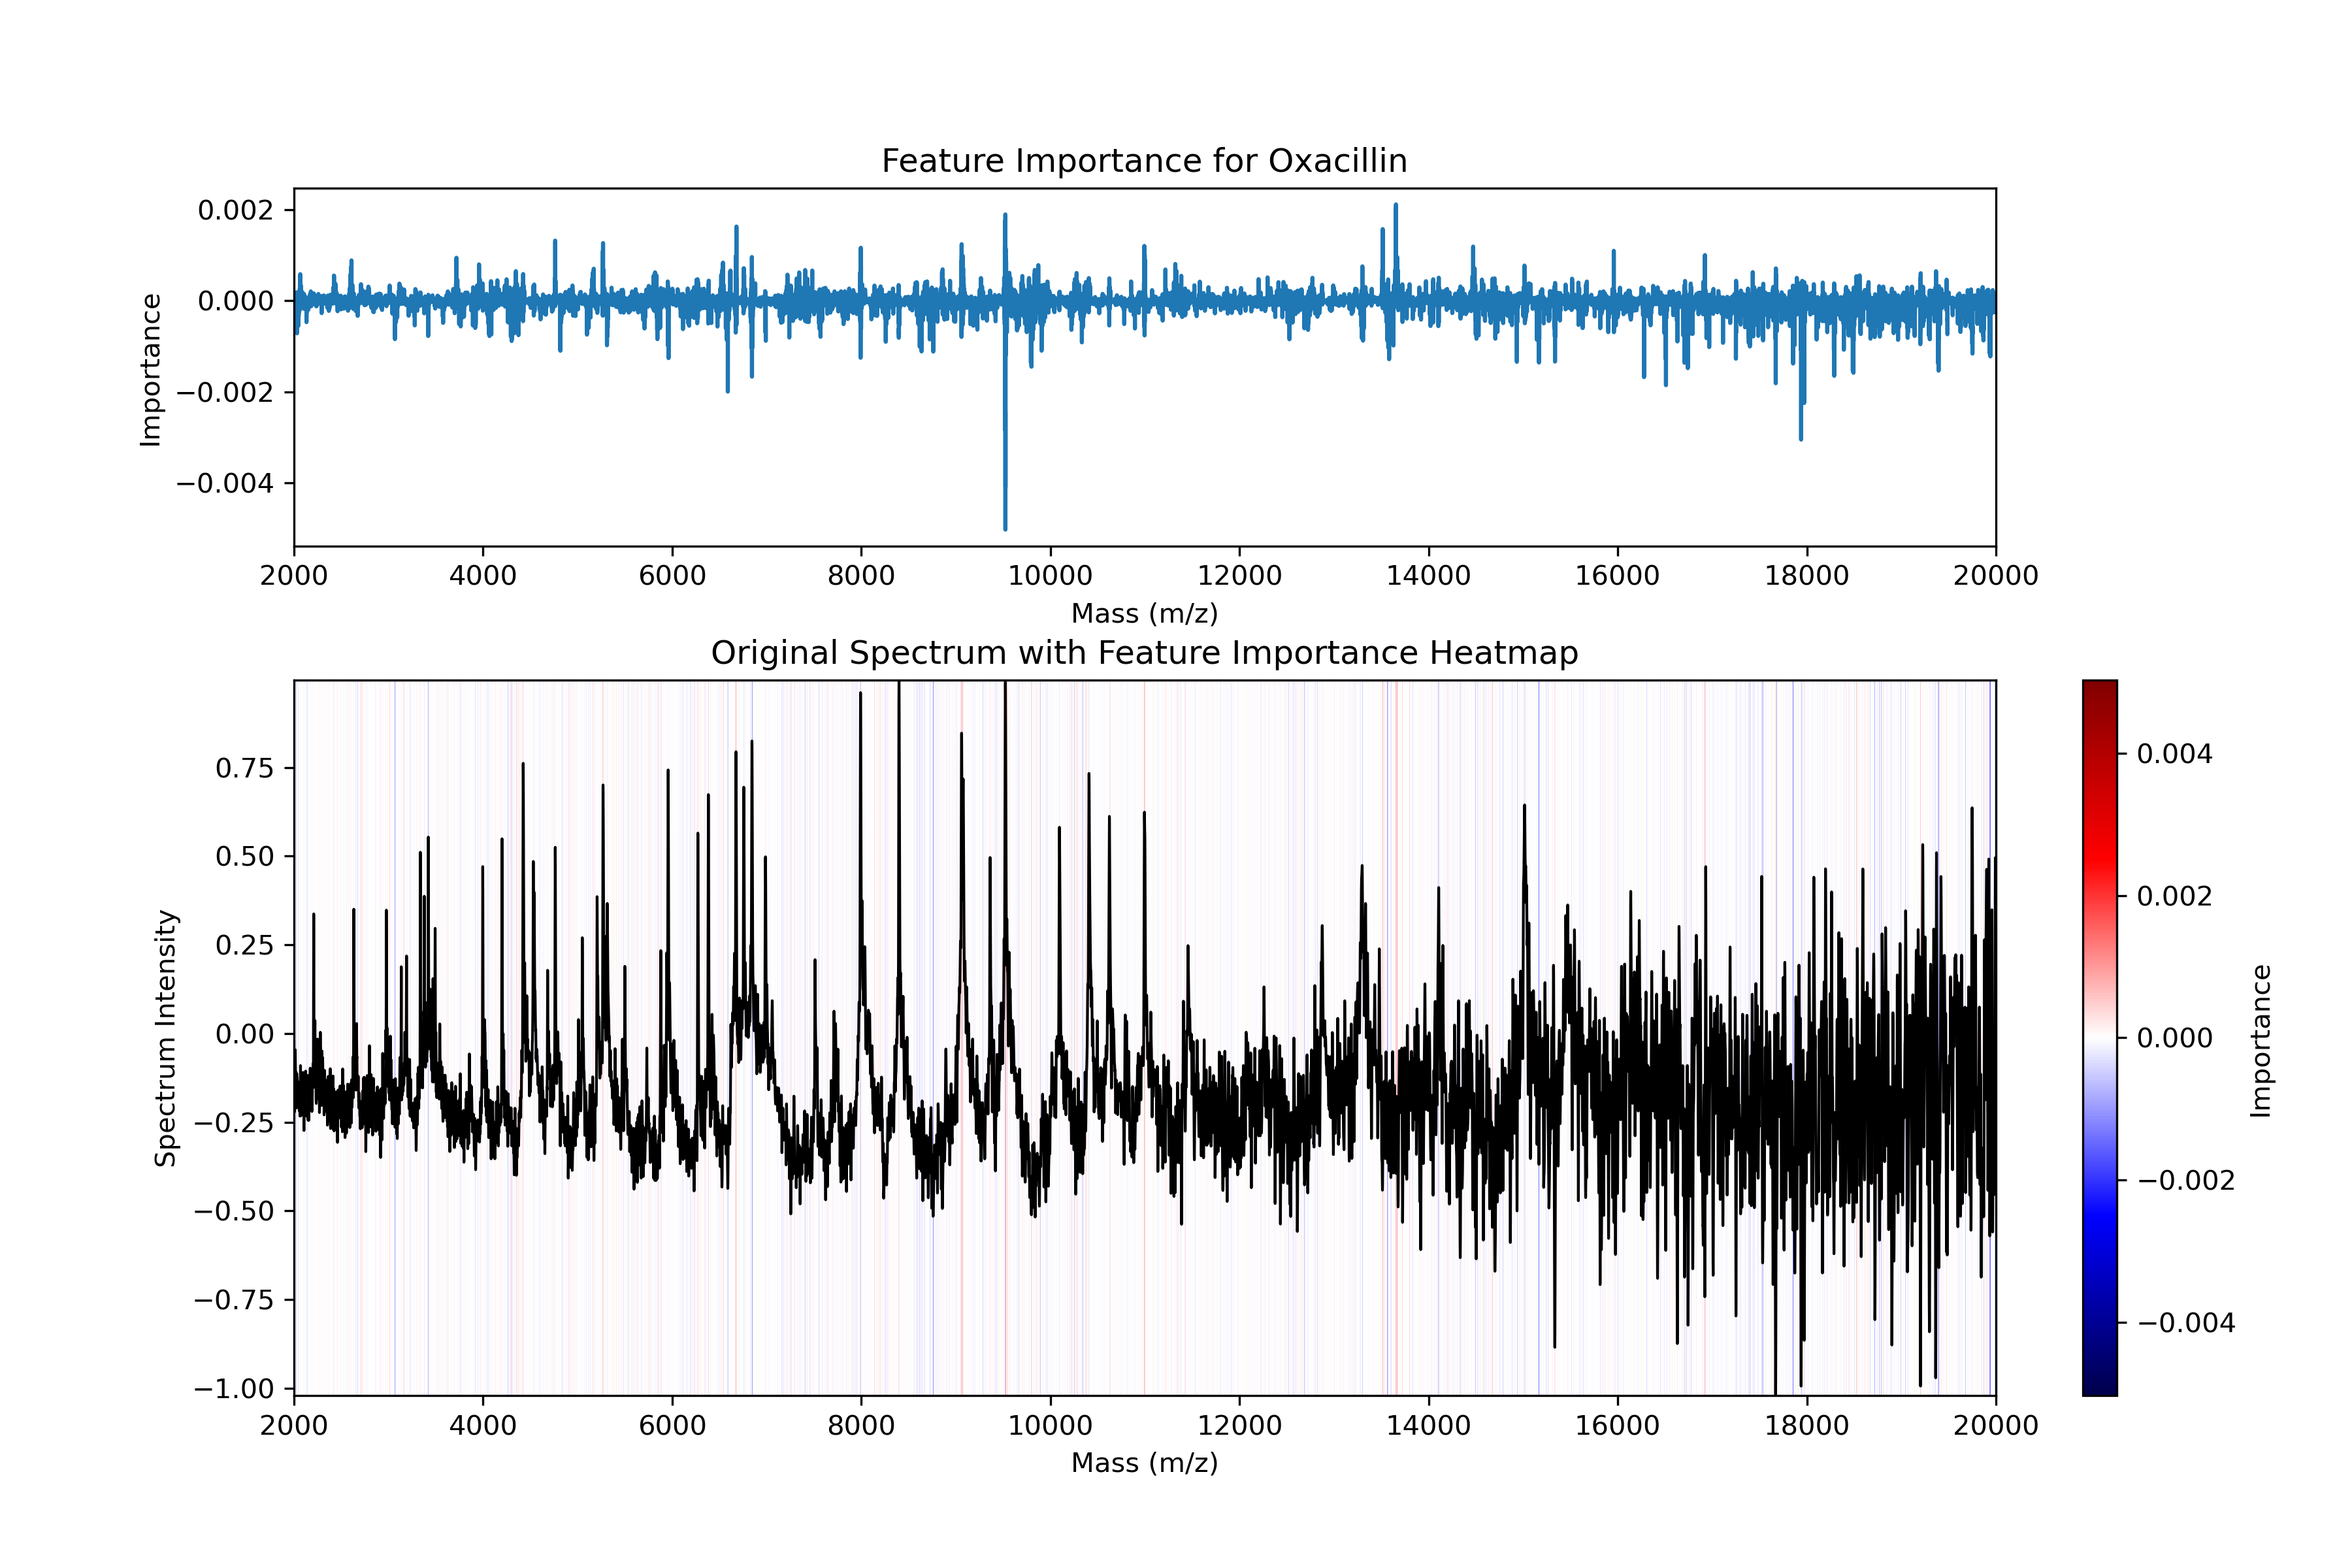 Feature Importance for Oxacillin
0.002
0.000
−0.002
−0.004
Importance
2000 4000 6000 8000 10000 12000 14000 16000 18000 20000
Mass (m/z)
Original Spectrum with Feature Importance Heatmap
0.75
0.50
0.25
0.00
−0.25
−0.50
−0.75
−1.00
Spectrum Intensity
2000 4000 6000 8000 10000 12000 14000 16000 18000 20000
Mass (m/z)
0.004
0.002
0.000
−0.002
−0.004
Importance